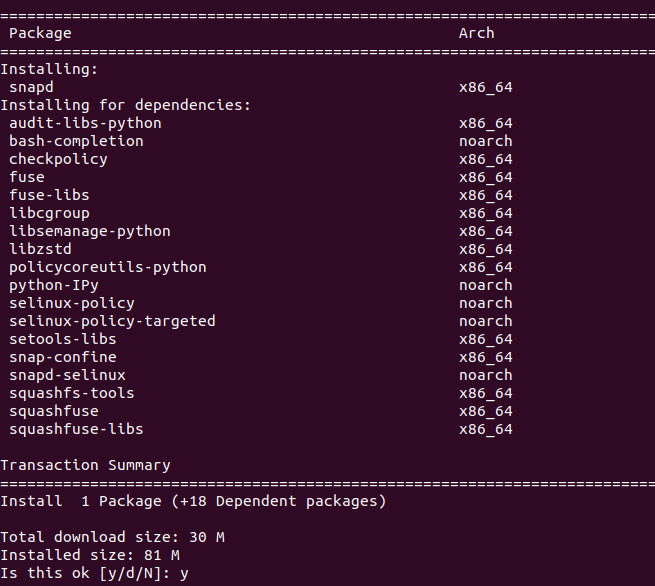 =========================================================================
Package Arch
=========================================================================
Installing:
snapd x86_64
Installing for dependencies:
audit-libs-python x86_64
bash-completion noarch
checkpolicy x86_64
fuse x86_64
fuse-libs x86_64
libcgroup x86_64
libsemanage-python x86_64
libzstd x86_64
policycoreutils-python x86_64
python-IPy noarch
selinux-policy noarch
selinux-policy-targeted noarch
setools-libs x86_64
snap-confine x86_64
snapd-selinux noarch
squashfs-tools x86_64
squashfuse x86_64
squashfuse-libs x86_64
Transaction Summary
=========================================================================
Install  1 Package (+18 Dependent packages)
Total download size: 30 M
Installed size: 81 M
Is this ok [y/d/N]: y